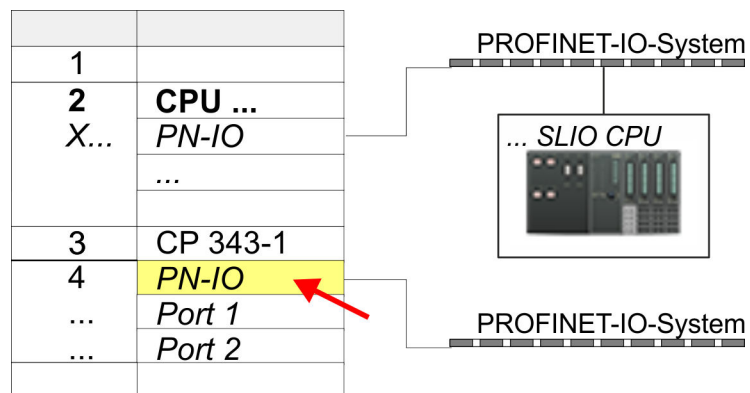 1
2 CPU ...
X... PN-IO
...
3 CP 343-1
4 PN-IO
... Port 1
... Port 2
PROFINET-IO-System
... SLIO CPU
PROFINET-IO-System